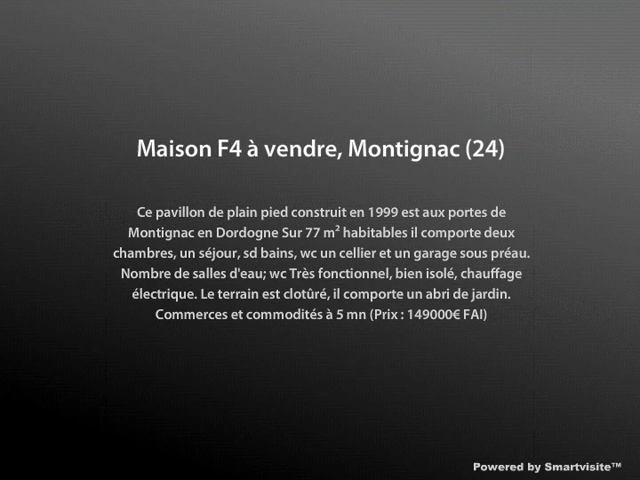 Maison F4 à vendre, Montignac (24)
Ce pavillon de plain pied construit en 1999 est aux portes de
Montignac en Dordogne Sur 77 m² habitables il comporte deux
chambres, un séjour, sd bains, wc un cellier et un garage sous préau.
Nombre de salles d'eau; wc Très fonctionnel, bien isolé, chauffage
électrique. Le terrain est clotûré, il comporte un abri de jardin.
Commerces et commodités à 5 mn (Prix : 149000€ FAI)
Powered by Smartvisite™